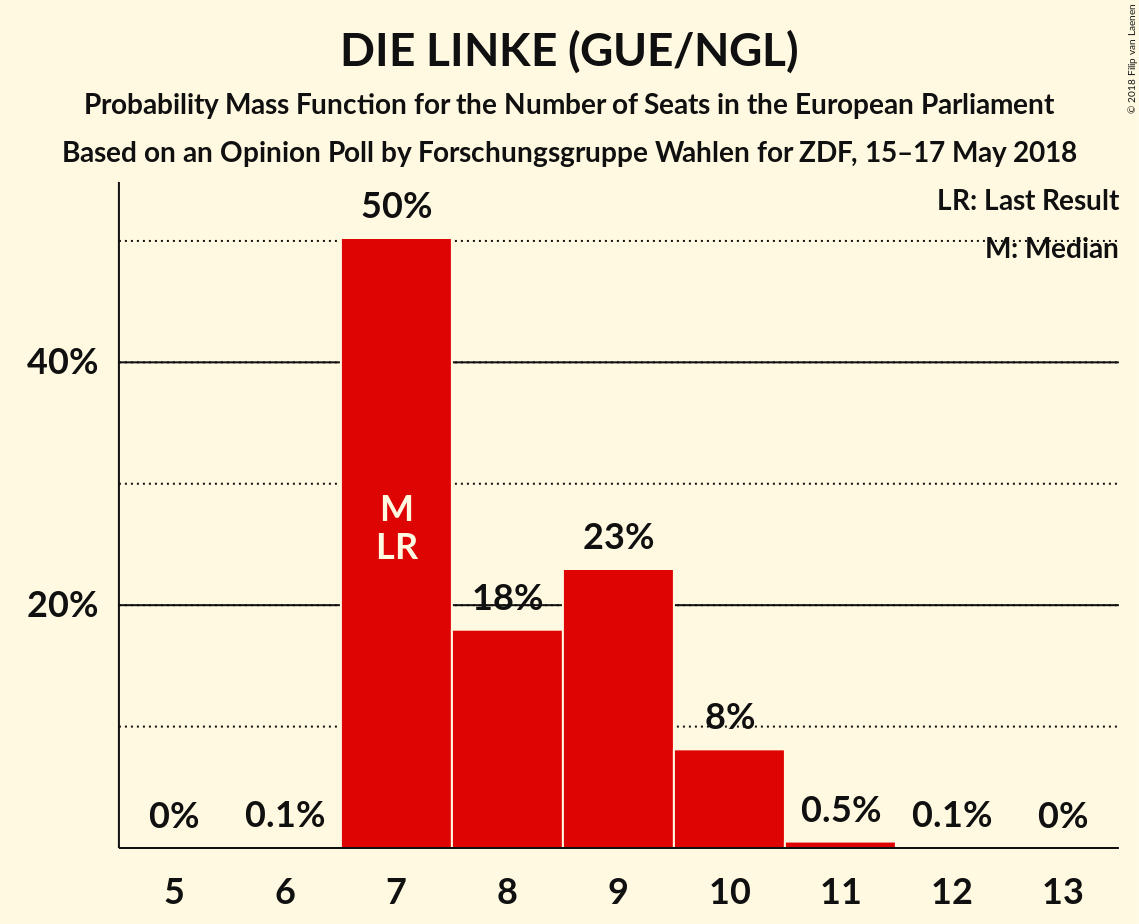 DIE LINKE (GUE/NGL)
Probability Mass Function for the Number of Seats in the European Parliament
Based on an Opinion Poll by Forschungsgruppe Wahlen for ZDF, 15–17 May 2018
© 2018 Filip van Laenen
LR: Last Result
M: Median
50%
40%
M
LR
23%
18%
20%
8%
0%
0.1%
0.5%
0.1%
0%
5
6
7
8
9
10
11
12
13